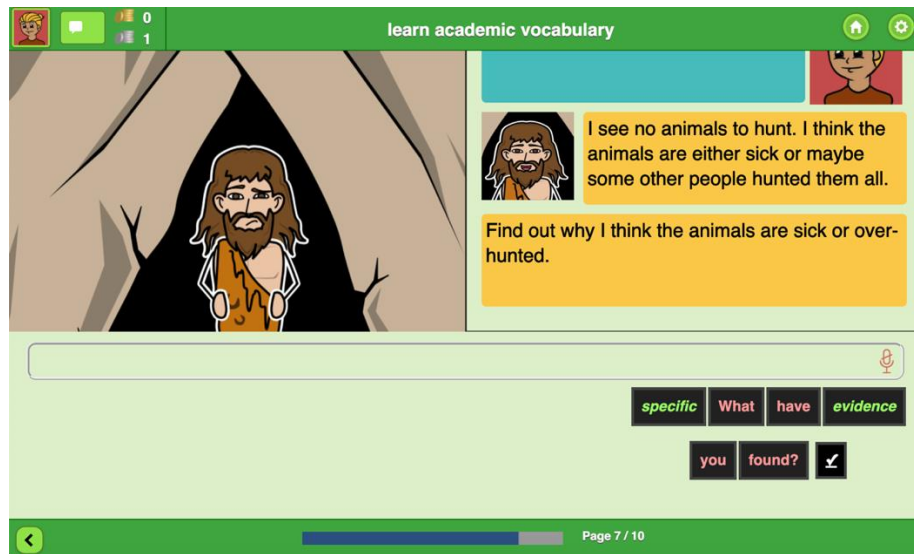 0
1
learn academic vocabulary
I see no animals to hunt. I think the
animals are either sick or maybe
some other people hunted them all.
Find out why I think the animals are sick or over-
hunted.
specific What have evidence
you found?
Page 7 / 10